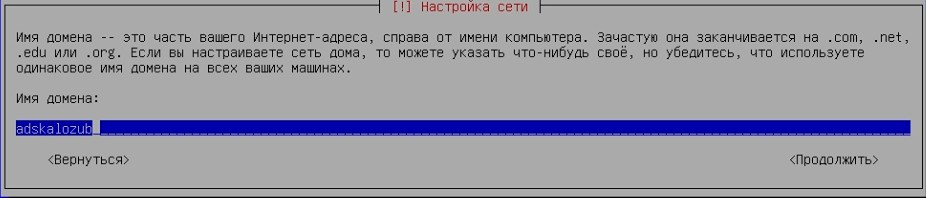 [!] Настройка сети
Имя домена -- это часть вашего Интернет-адреса, справа от имени компьютера. Зачастую она заканчивается на .com, .net,
.edu или .org. Если вы настраиваете сеть дома, то можете указать что-нибудь своё, но убедитесь, что используете
одинаковое имя домена на всех ваших машинах.
Имя домена:
adskalozub
<Вернуться> <Продолжить>